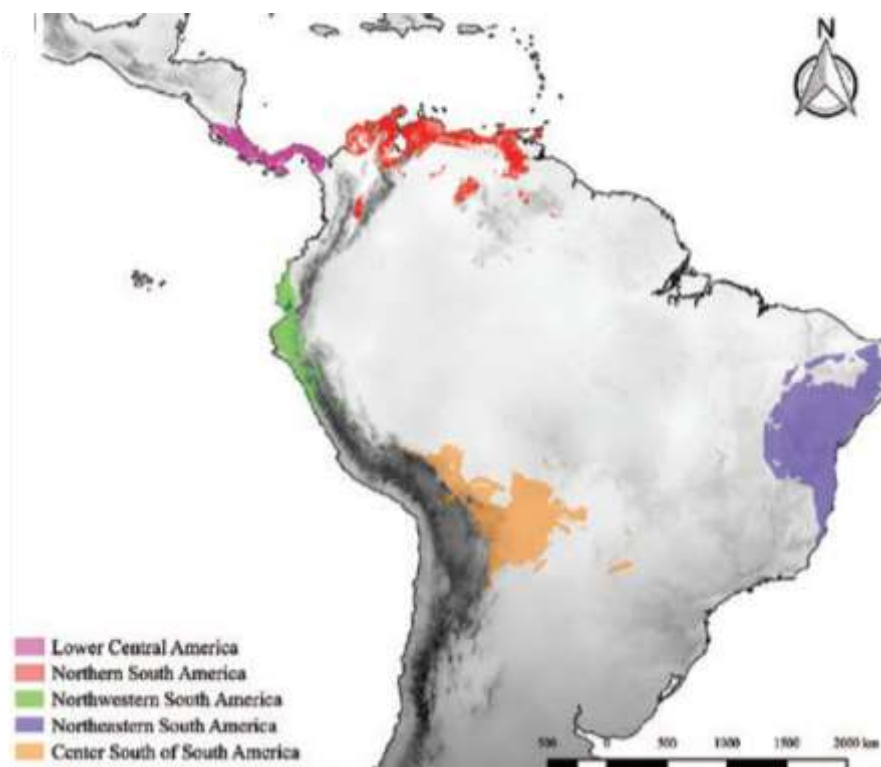 N
Lower Central America
Northern South America
Northwestern South America
Northeastern South America
Center South of South America
500 0 500 1000 1500 2000 km